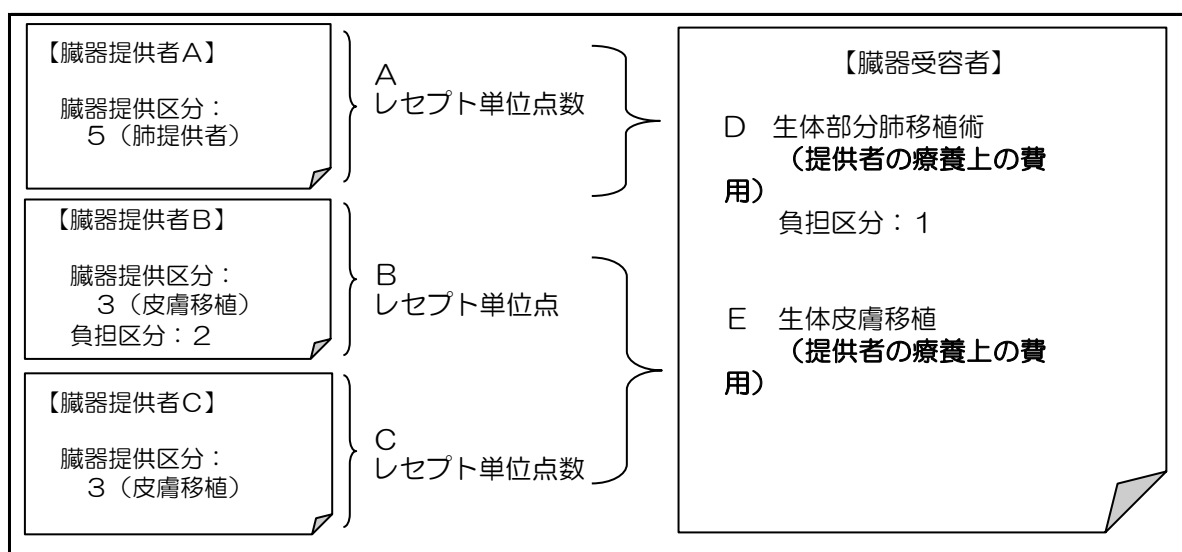 【臓器提供者A】
臓器提供区分：
5（肺提供者）
A
レセプト単位点数
【臓器提供者B】
臓器提供区分：
3（皮膚移植）
負担区分：2
B
レセプト単位点
【臓器提供者C】
臓器提供区分：
3（皮膚移植）
C
レセプト単位点数
【臓器受容者】
D　生体部分肺移植術
（提供者の療養上の費
用）
負担区分：1
E　生体皮膚移植
（提供者の療養上の費
用）